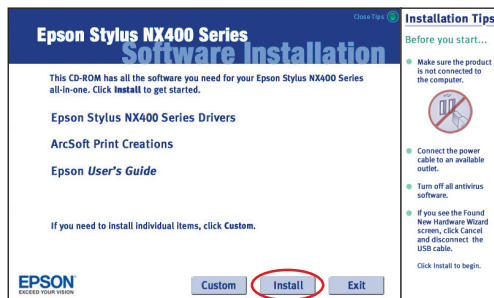 Close Tips
Epson Stylus NX400 Series
Software Installation
This CD-ROM has all the software you need for your Epson Stylus NX400 Series
all-in-one. Click Install to get started.
Epson Stylus NX400 Series Drivers
ArcSoft Print Creations
Epson User's Guide
If you need to install individual items, click Custom.
EPSON
EXCEED YOUR VISION
Custom
Install
Exit
Installation Tips
Before you start...
Make sure the product
is not connected to
the computer.
Connect the power
cable to an available
outlet.
Turn off all antivirus
software.
If you see the Found
New Hardware Wizard
screen, click Cancel
and disconnect the
USB cable.
Click Install to begin.